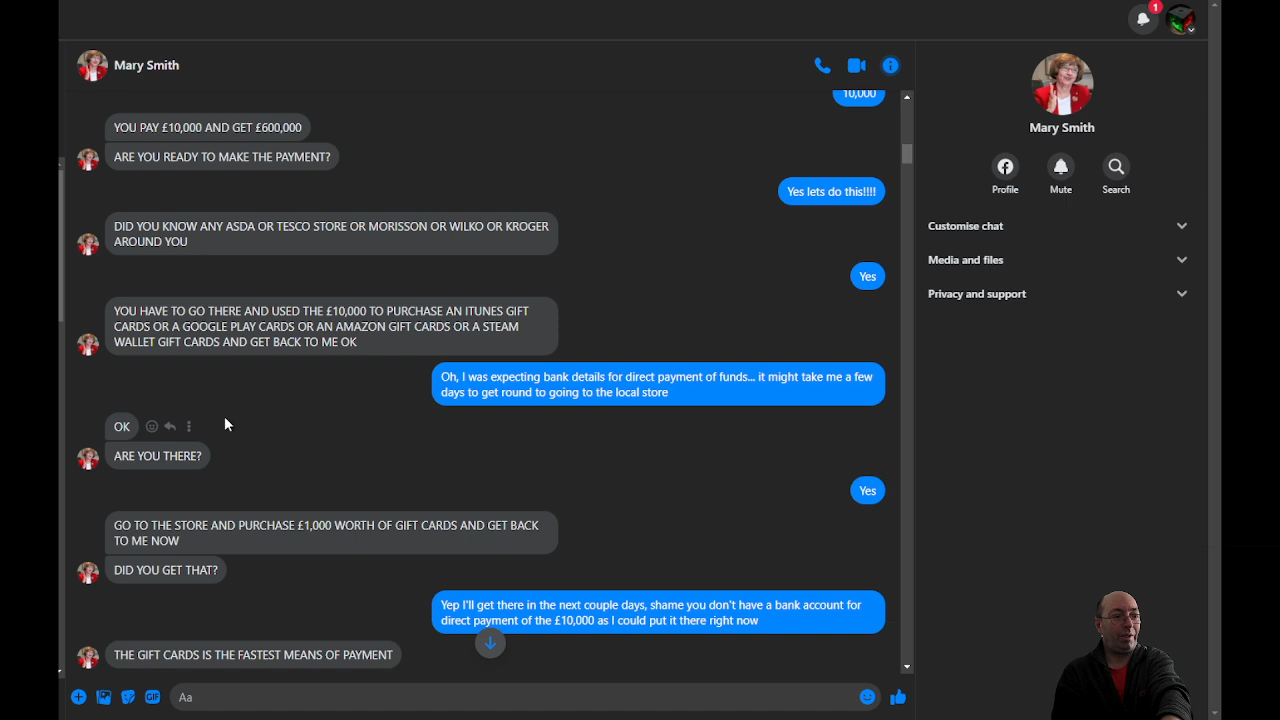 1
Mary Smith
10,000
YOU PAY £10,000 AND GET £600,000
ARE YOU READY TO MAKE THE PAYMENT?
Yes lets do this!!!!
DID YOU KNOW ANY ASDA OR TESCO STORE OR MORISSON OR WILKO OR KROGER
AROUND YOU
Yes
YOU HAVE TO GO THERE AND USED THE £10,000 TO PURCHASE AN ITUNES GIFT
CARDS OR A GOOGLE PLAY CARDS OR AN AMAZON GIFT CARDS OR A STEAM
WALLET GIFT CARDS AND GET BACK TO ME OK
Oh, I was expecting bank details for direct payment of funds... it might take me a few
days to get round to going to the local store
OK
ARE YOU THERE?
Yes
GO TO THE STORE AND PURCHASE £1,000 WORTH OF GIFT CARDS AND GET BACK
TO ME NOW
DID YOU GET THAT?
Yep I'll get there in the next couple days, shame you don't have a bank account for
direct payment of the £10,000 as I could put it there right now
THE GIFT CARDS IS THE FASTEST MEANS OF PAYMENT
GIF
Aa
Mary Smith
Profile
Mute
Search
Customise chat
Media and files
Privacy and support